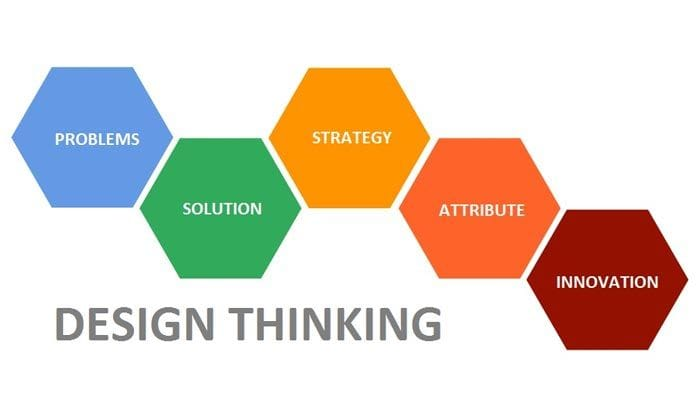 PROBLEMS
SOLUTION
STRATEGY
ATTRIBUTE
INNOVATION
DESIGN THINKING